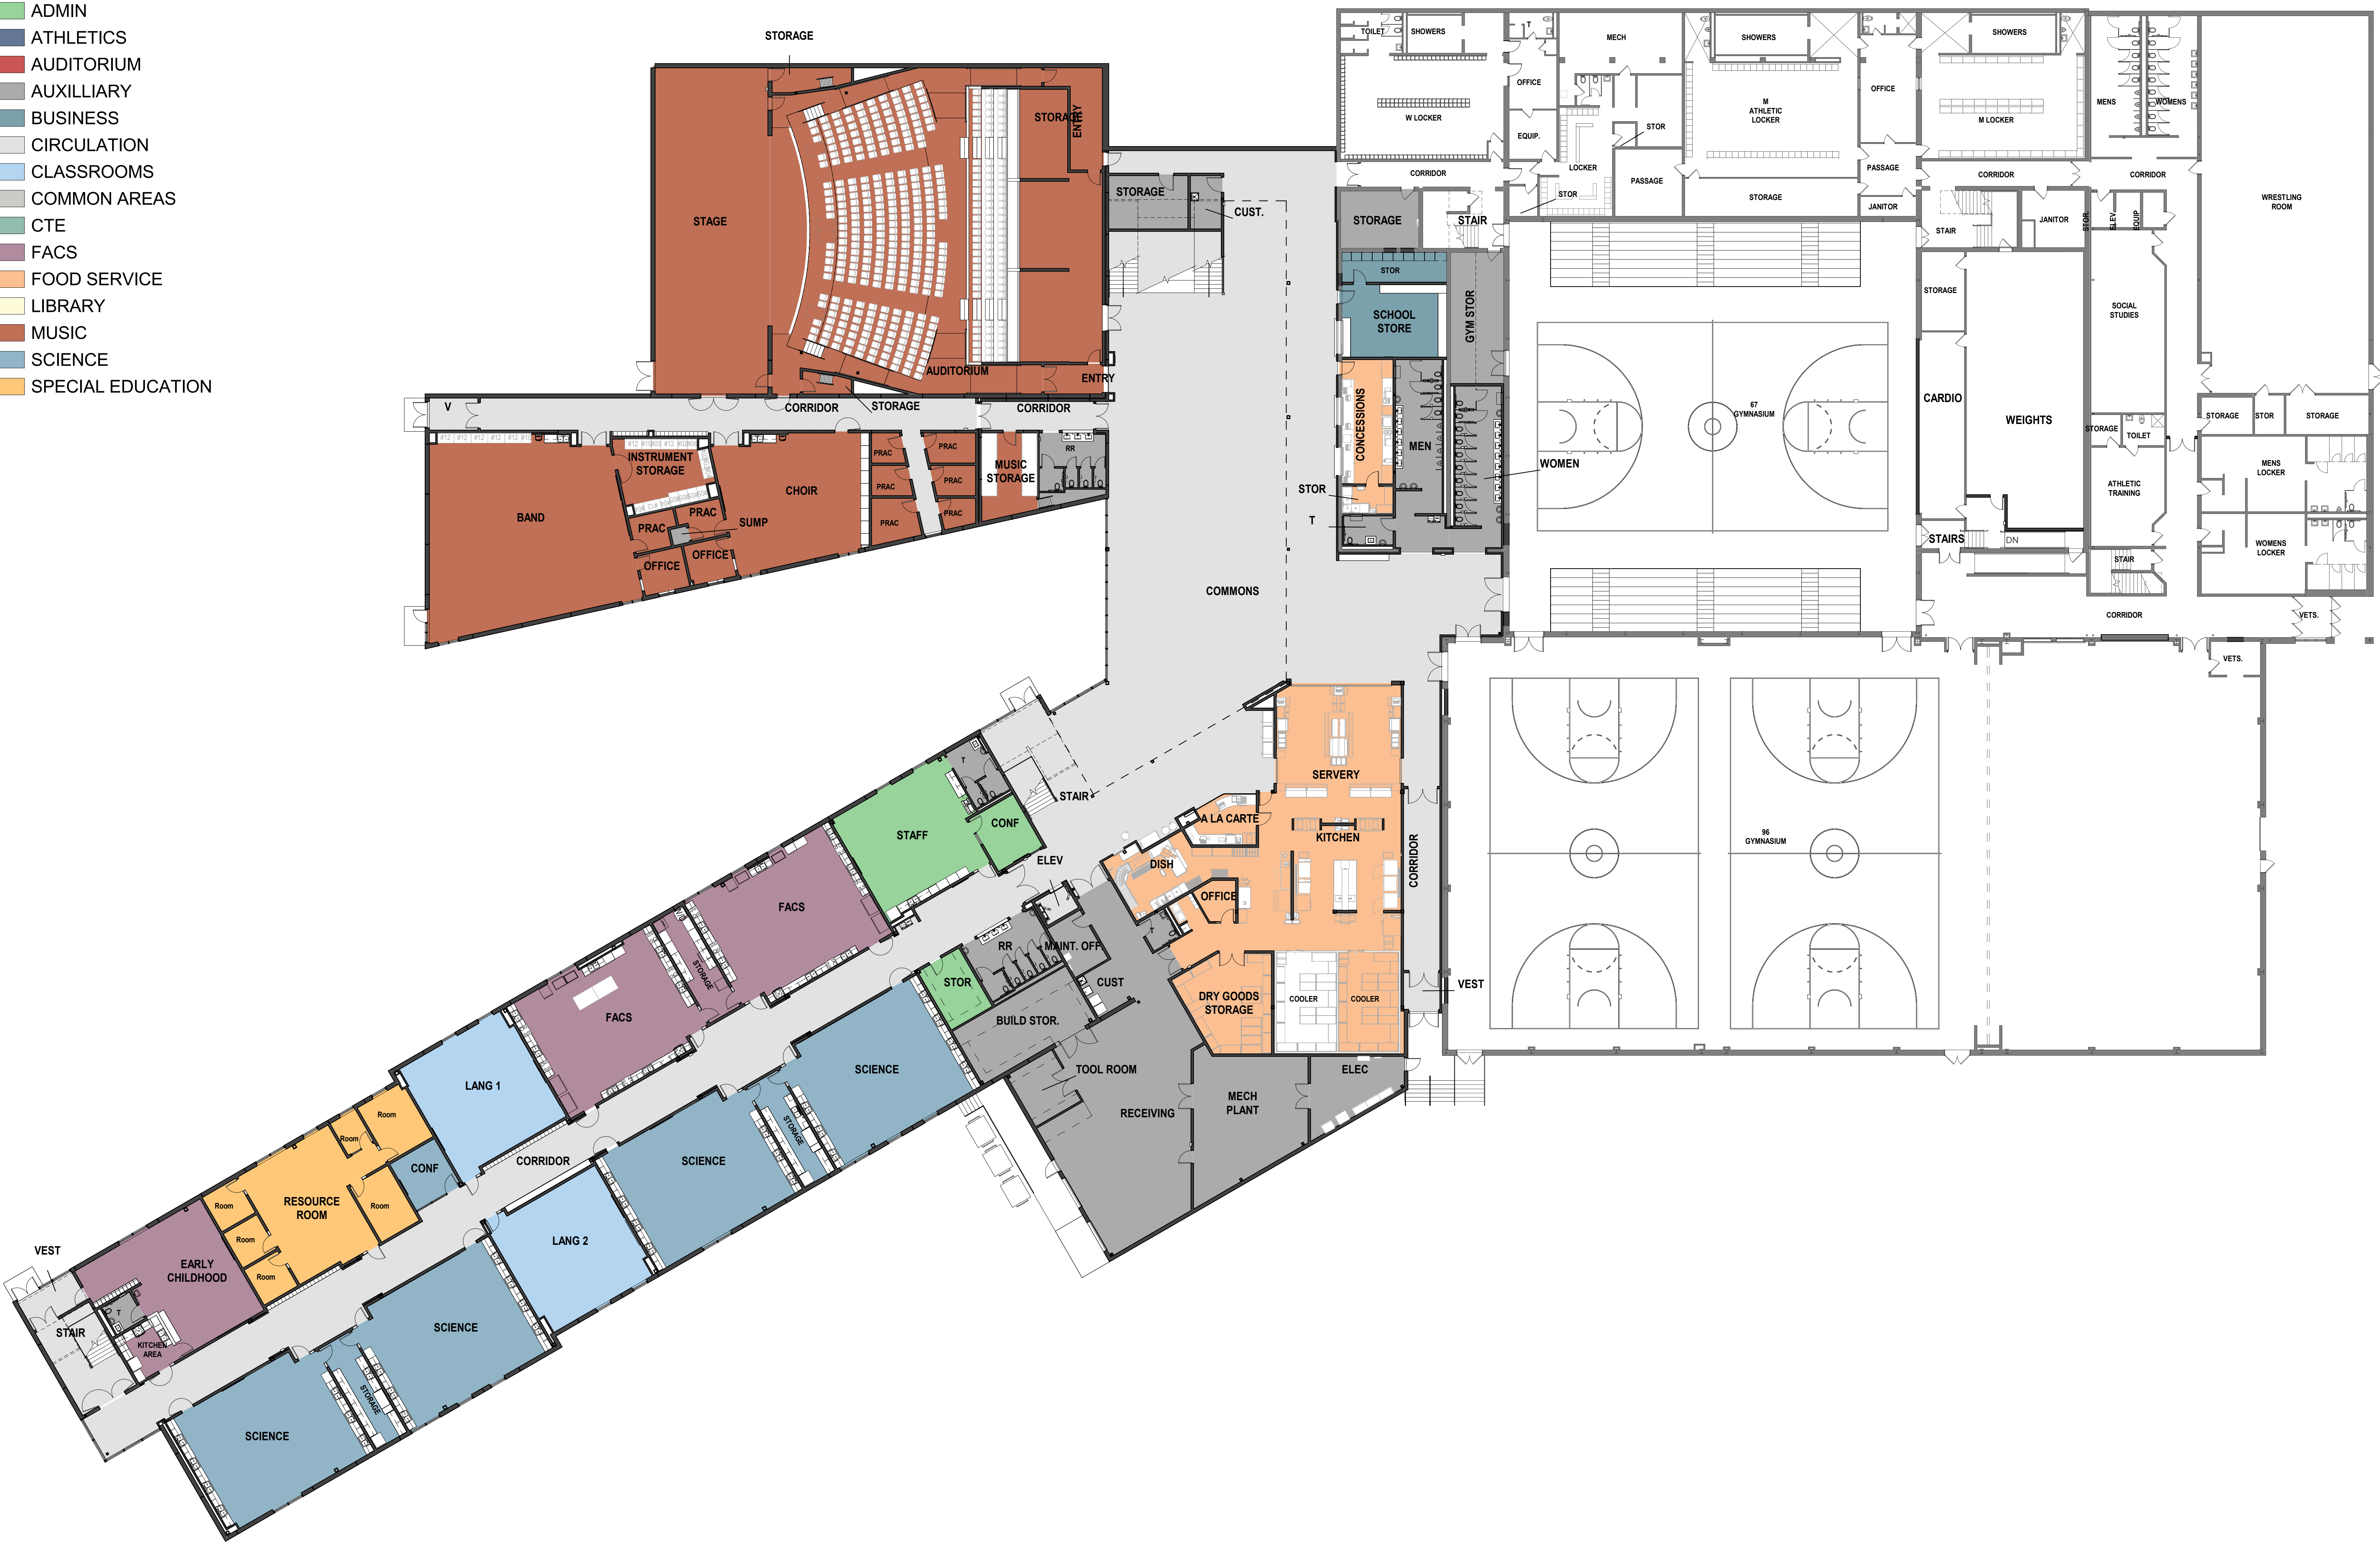 ADMIN
ATHLETICS
AUDITORIUM
AUXILLIARY
BUSINESS
CIRCULATION
CLASSROOMS
COMMON AREAS
CTE
FACS
FOOD SERVICE
LIBRARY
MUSIC
SCIENCE
SPECIAL EDUCATION
STORAGE
STAGE
STORAGE
ENTRY
AUDITORIUM
ENTRY
STORAGE
V
CORRIDOR
CORRIDOR
BAND
INSTRUMENT
STORAGE
CHOIR
PRAC
PRAC
SUMP
OFFICE
OFFICE
PRAC
PRAC
PRAC
PRAC
PRAC
PRAC
MUSIC
STORAGE
RR
STORAGE
CUST.
COMMONS
STORAGE
STAIR
STOR
SCHOOL
STORE
GYM STOR
CONCESSIONS
MEN
WOMEN
STOR
T
TOILET
SHOWERS
W LOCKER
T
OFFICE
EQUIP.
MECH
STOR
LOCKER
STOR
PASSAGE
CORRIDOR
SHOWERS
M
ATHLETIC
LOCKER
STORAGE
OFFICE
PASSAGE
JANITOR
SHOWERS
M LOCKER
CORRIDOR
STAIR
JANITOR
MENS
WOMENS
CORRIDOR
STOR.
ELEV
EQUIP
WRESTLING
ROOM
STORAGE
CARDIO
WEIGHTS
SOCIAL
STUDIES
67
GYMNASIUM
STORAGE
TOILET
STORAGE
STOR
STORAGE
MENS
LOCKER
ATHLETIC
TRAINING
WOMENS
LOCKER
STAIRS
DN
STAIR
CORRIDOR
VETS.
VETS.
96
GYMNASIUM
SERVERY
A LA CARTE
KITCHEN
DISH
OFFICE
T
DRY GOODS
STORAGE
COOLER
COOLER
CORRIDOR
VEST
ELEC
MECH
PLANT
RECEIVING
TOOL ROOM
BUILD STOR.
CUST
MAINT. OFF
RR
STOR
ELEV
STAIR
T
CONF
STAFF
FACS
STORAGE
FACS
LANG 1
SCIENCE
STORAGE
SCIENCE
CORRIDOR
LANG 2
CONF
Room
Room
RESOURCE
ROOM
Room
Room
Room
Room
EARLY
CHILDHOOD
T
KITCHEN
AREA
VEST
STAIR
SCIENCE
STORAGE
SCIENCE